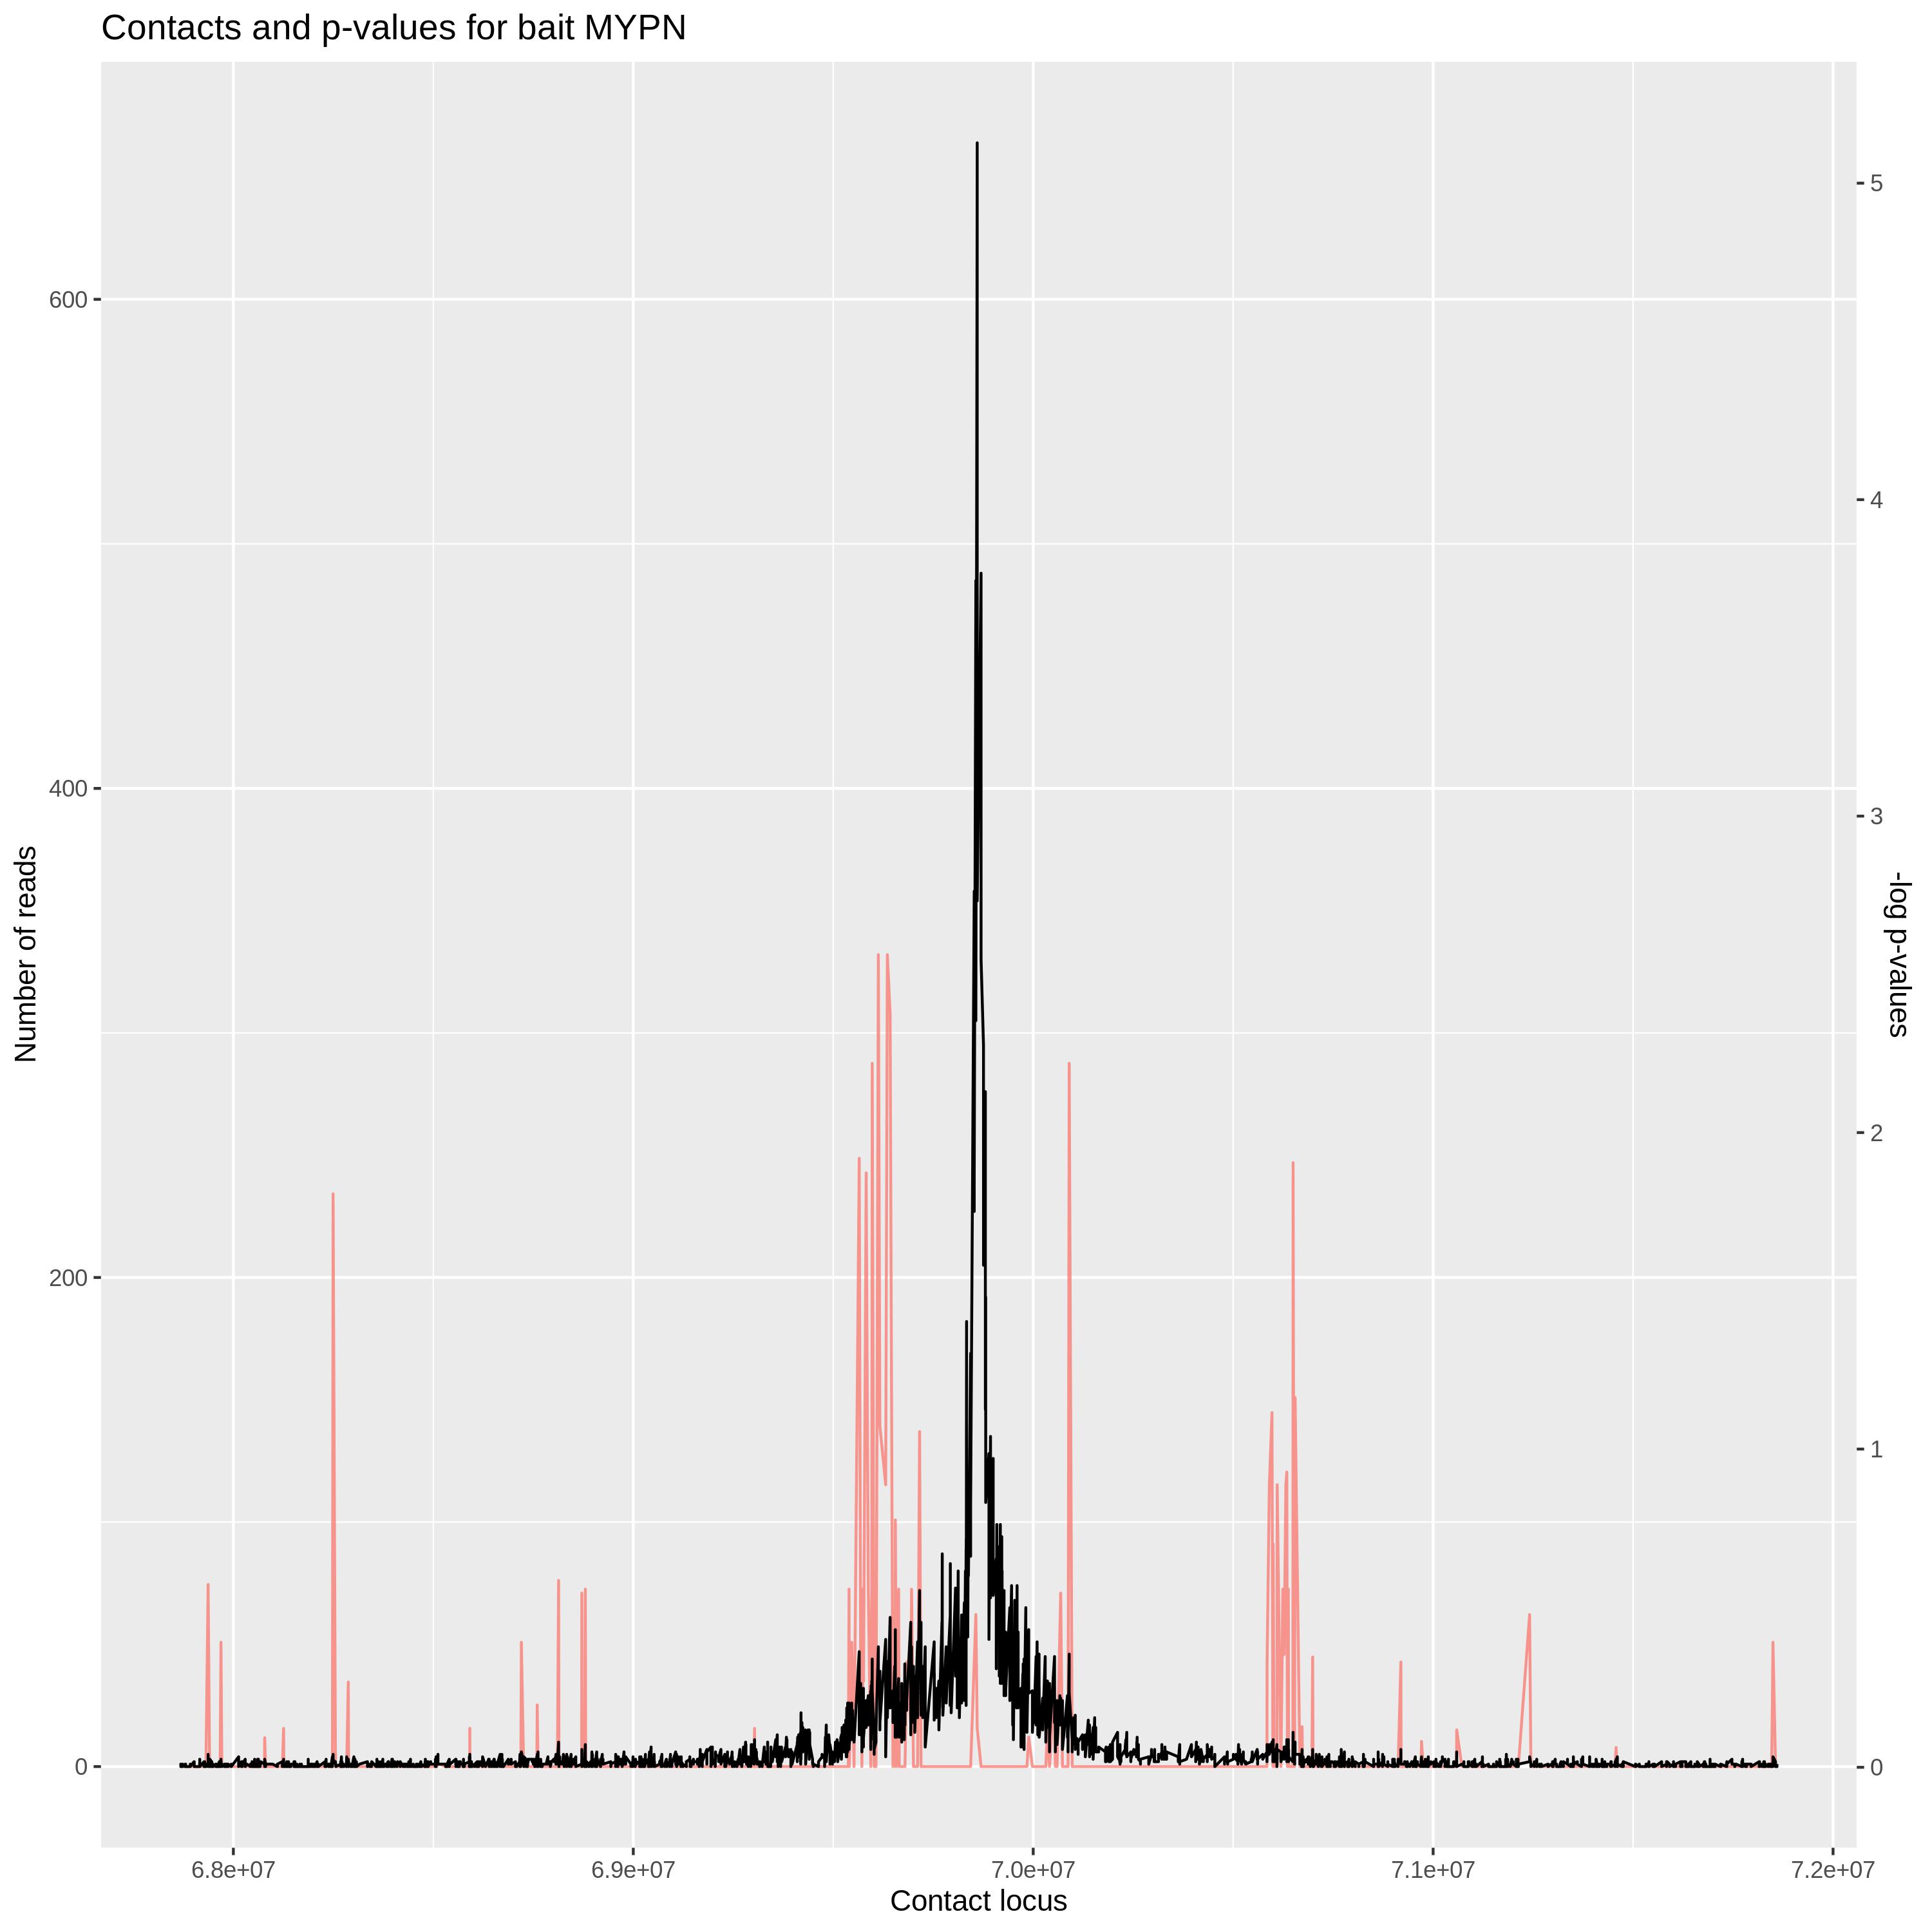 Contacts and p-values for bait MYPN
Number of reads
600
400
200
0
5
4
3
2
1
0
-log p-values
6.8e+07
6.9e+07
7.0e+07
7.1e+07
7.2e+07
Contact locus